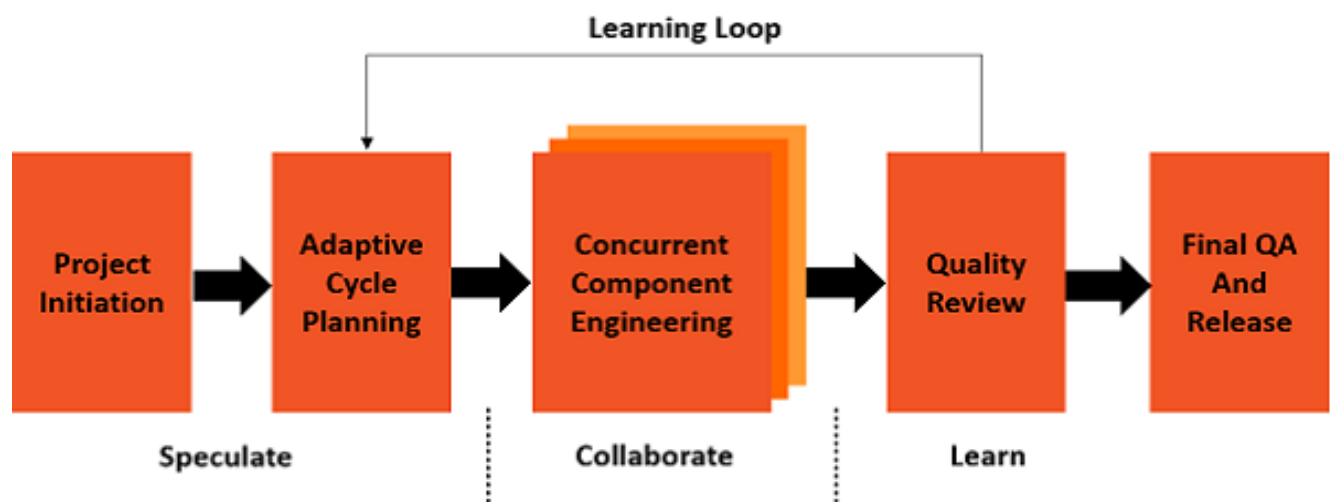 Learning Loop
Project
Initiation
Adaptive
Cycle
Planning
Concurrent
Component
Engineering
Quality
Review
Final QA
And
Release
Speculate
Collaborate
Learn